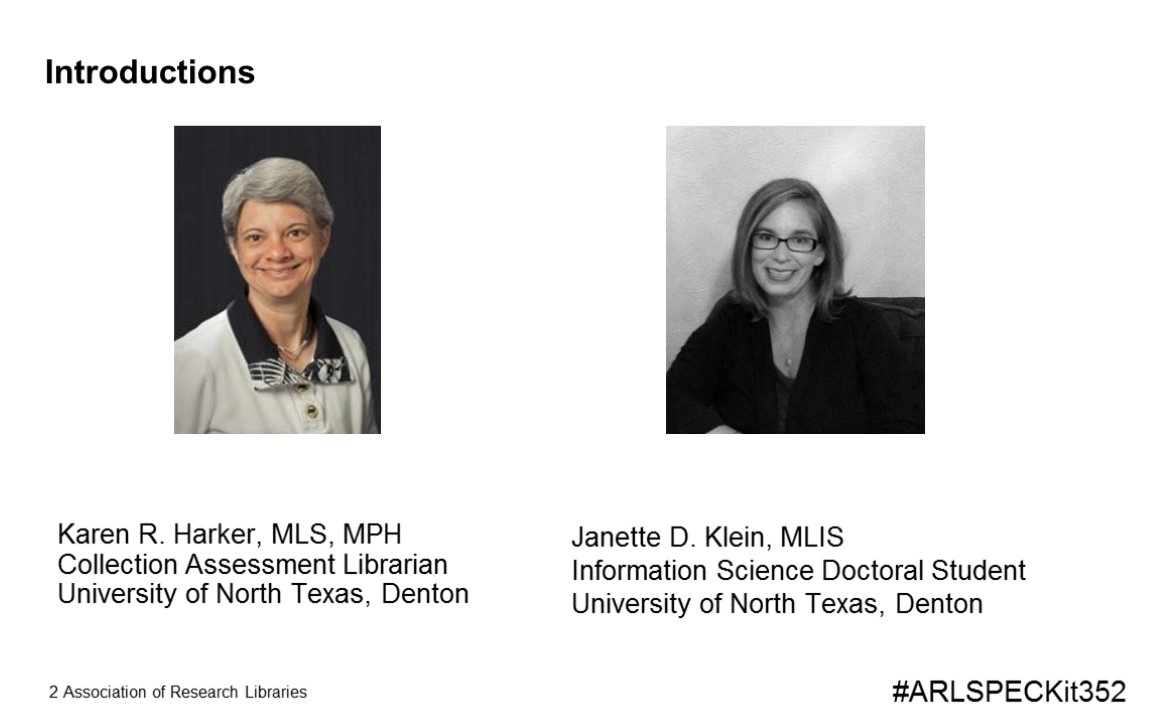 Introductions
Karen R. Harker, MLS, MPH
Collection Assessment Librarian
University of North Texas, Denton
Janette D. Klein, MLIS
Information Science Doctoral Student
University of North Texas, Denton
2 Association of Research Libraries
#ARLSPECKit352